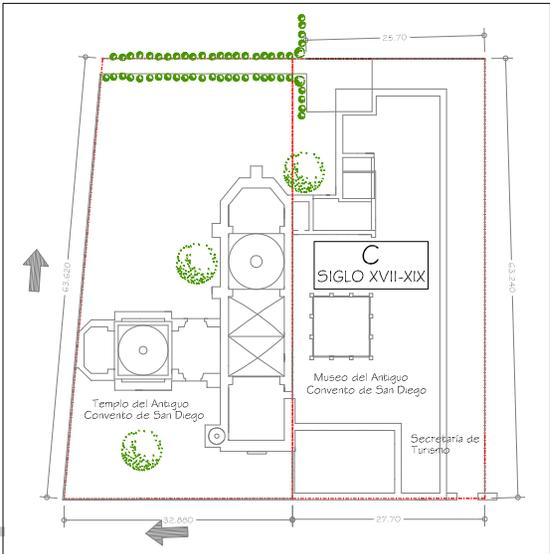 25.70
C
SIGLO XVII-XIX
63.620
63.240
Museo del Antiguo
Convento de San Diego
Templo del Antiguo
Convento de San Diego
Secretaría de
Turismo
32.880
27.70